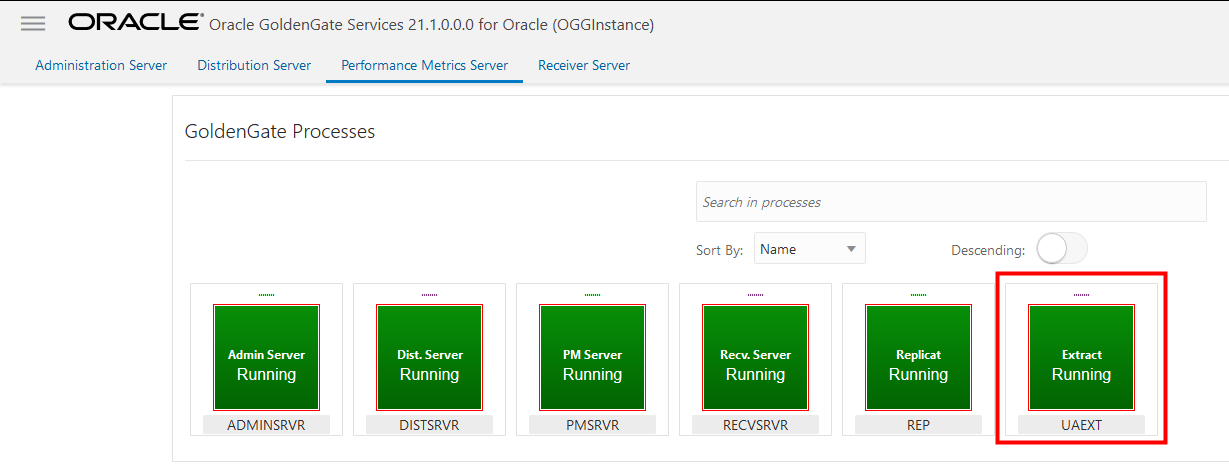 ORACLE® Oracle GoldenGate Services 21.1.0.0.0 for Oracle (OGGInstance)
Administration Server Distribution Server Performance Metrics Server Receiver Server
GoldenGate Processes
Search in processes
Sort By: Name Descending:
Admin Server Dist. Server PM Server Recv. Server Replicat Extract
Running Running Running Running Running Running
ADMINSRVR DISTSRVR PMSRVR RECVSRVR REP UAEXT